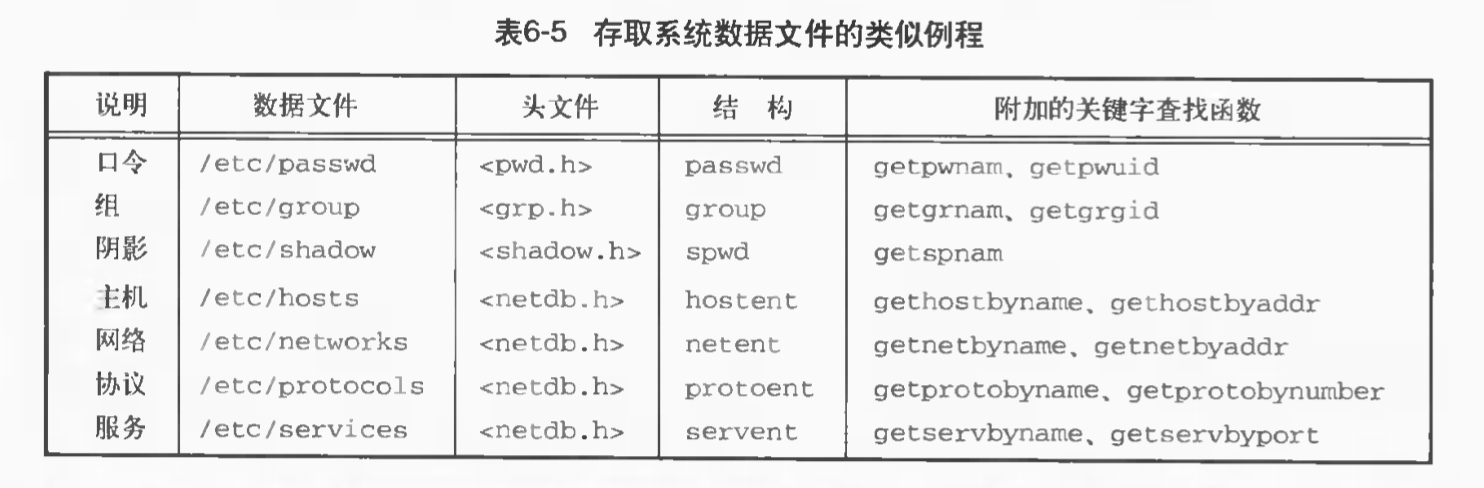 表6-5 存取系统数据文件的类似例程
说明 数据文件 头文件 结 构 附加的关键字查找函数
口令 /etc/passwd <pwd.h> passwd getpwnam、getpwuid
组 /etc/group <grp.h> group getgrnam、getgrgid
阴影 /etc/shadow <shadow.h> spwd getspnam
主机 /etc/hosts <netdb.h> hostent gethostbyname、gethostbyaddr
网络 /etc/networks <netdb.h> netent getnetbyname、getnetbyaddr
协议 /etc/protocols <netdb.h> protoent getprotobyname、getprotobynumber
服务 /etc/services <netdb.h> servent getservbyname、getservbyport